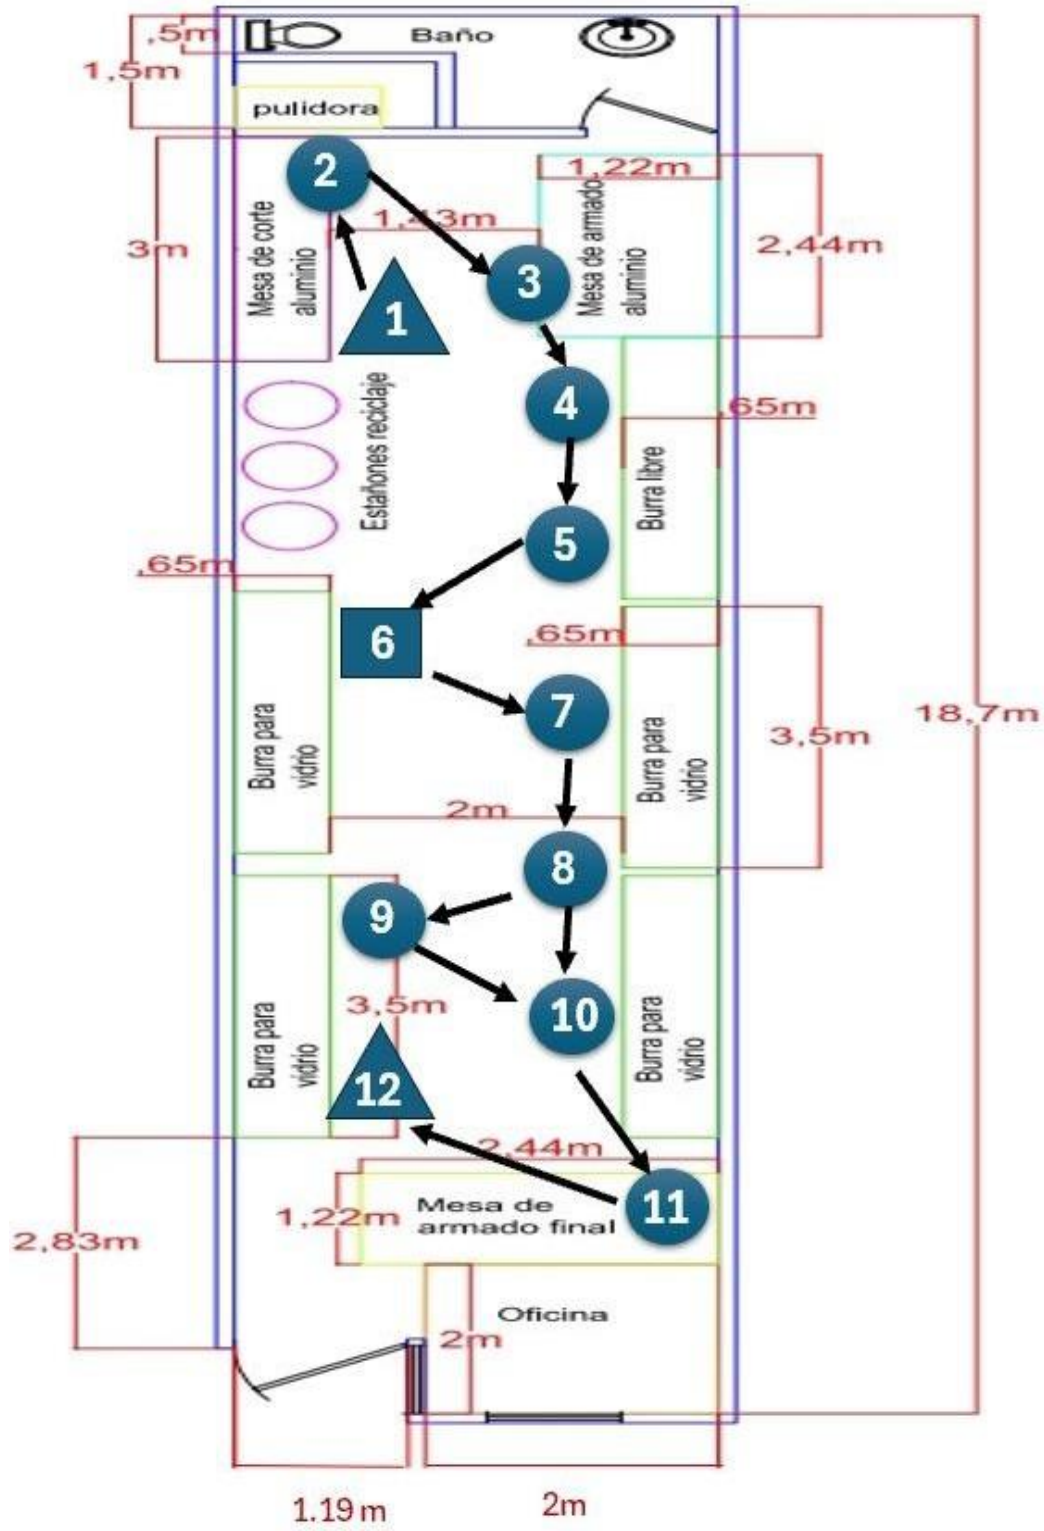 ,5m
Baño
1,5m
pulidora
2
1,22m
1,43m
Mesa de corte
aluminio
3m
Mesa de armado
aluminio
2,44m
3
1
Estañones reciclaje
4
,65m
Burra libre
5
,65m
6
,65m
7
18,7m
3,5m
Burra para
vidrio
Burra para
vidrio
2m
8
9
3,5m
10
Burra para
vidrio
Burra para
vidrio
12
2,44m
11
1,22m
Mesa de
armado final
2,83m
Oficina
2m
1.19 m
2m